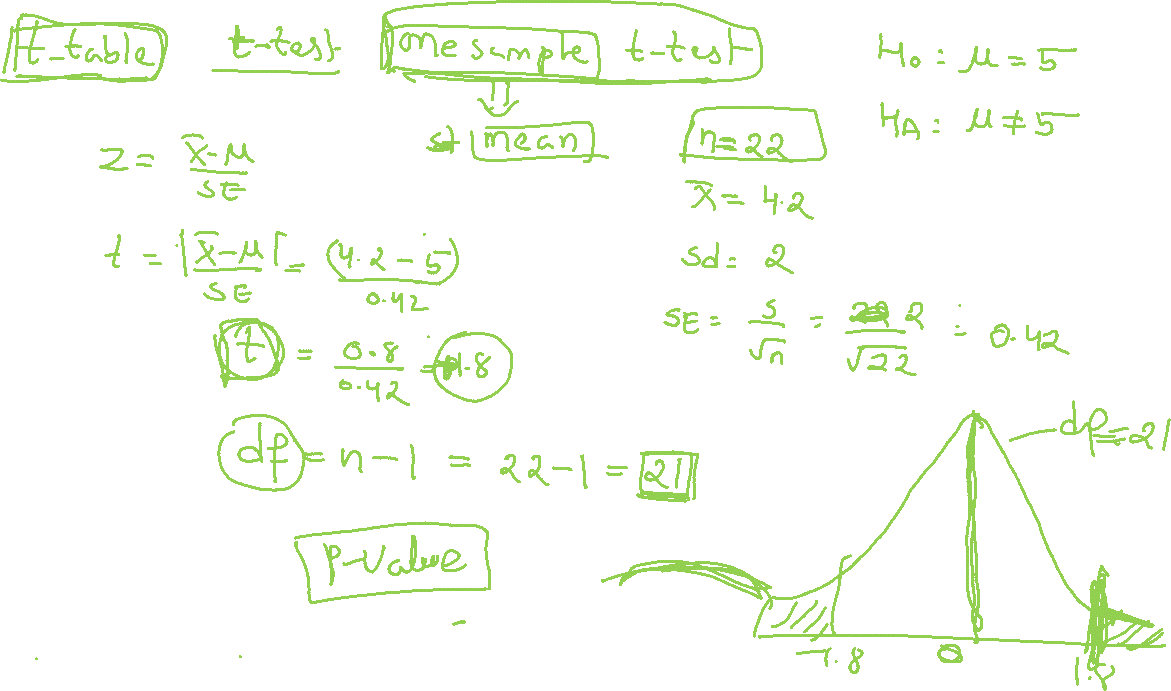 t-table t-test one sample t-test
H₀: μ = 5
mean n = 22 H_A: μ ≠ 5
z = x̄-μ / SE
x̄ = 4.2
t = |x̄-μ| / SE = (4.2 - 5) / 0.42
sd = 2
SE = s / √n = 2 / √22 = 0.42
t = 0.8 / 0.42 = 1.8
df = 21
df = n-1 = 22-1 = 21
P-Value
-1.8 0 1.8